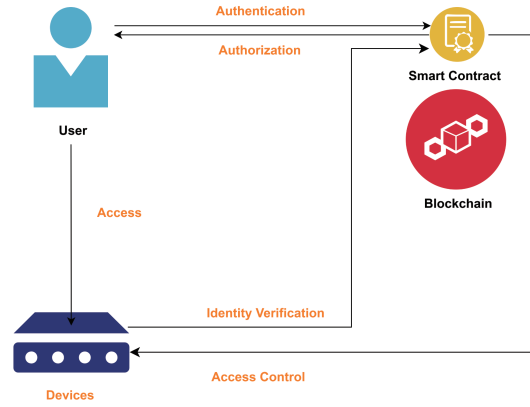 Authentication
Authorization
Smart Contract
User
Blockchain
Access
Identity Verification
Access Control
Devices